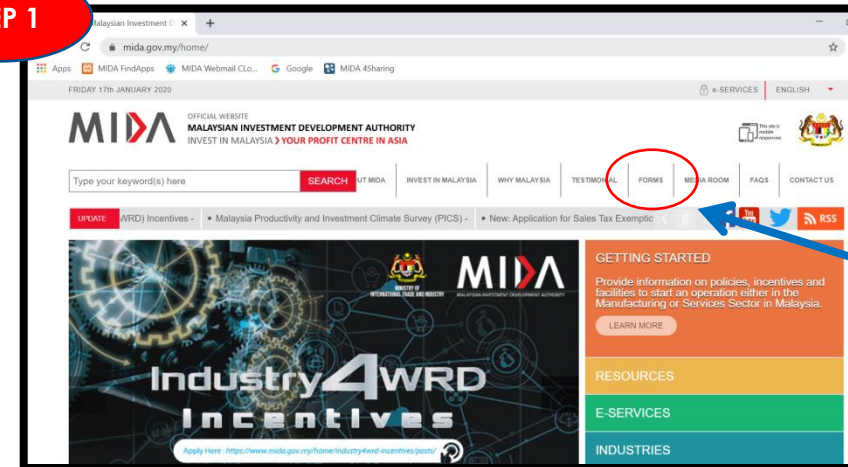 EP 1
Malaysian Investment D
mida.gov.my/home/
Apps MIDA FindApps MIDA Webmail CLo... Google MIDA 4Sharing
FRIDAY 17th JANUARY 2020 e-SERVICES ENGLISH
MIDA
OFFICIAL WEBSITE
MALAYSIAN INVESTMENT DEVELOPMENT AUTHORITY
INVEST IN MALAYSIA YOUR PROFIT CENTRE IN ASIA
This site is
mobile
responsive
Type your keyword(s) here SEARCH UT MIDA INVEST IN MALAYSIA WHY MALAYSIA TESTIMONIAL FORMS MEDIA ROOM FAQS CONTACT US
UPDATE WRD) Incentives - • Malaysia Productivity and Investment Climate Survey (PICS) - • New: Application for Sales Tax Exemptic You RSS
MINISTRY OF
INTERNATIONAL TRADE AND INDUSTRY
MIDA
MALAYSIAN INVESTMENT DEVELOPMENT AUTHORITY
Industry4WRD
Incentives
Apply Here : https://www.mida.gov.my/home/industry4wrd-incentives/posts/
GETTING STARTED
Provide information on policies, incentives and
facilities to start an operation either in the
Manufacturing or Services Sector in Malaysia.
LEARN MORE
RESOURCES
E-SERVICES
INDUSTRIES